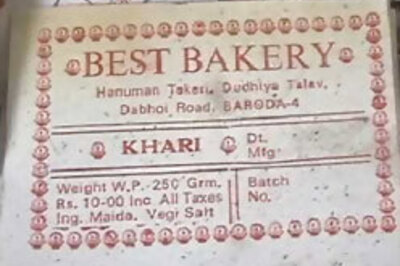 BEST BAKERY
Hanuman Tekeri, Dudhiya Talav,
Dabhoi Road, BARODA-4
KHARI
Dt.
Mfg.
Weight W.P. 250 Grm.
Rs. 10-00 Inc All Taxes
Ing. Maida. Vegi Salt
Batch
No.